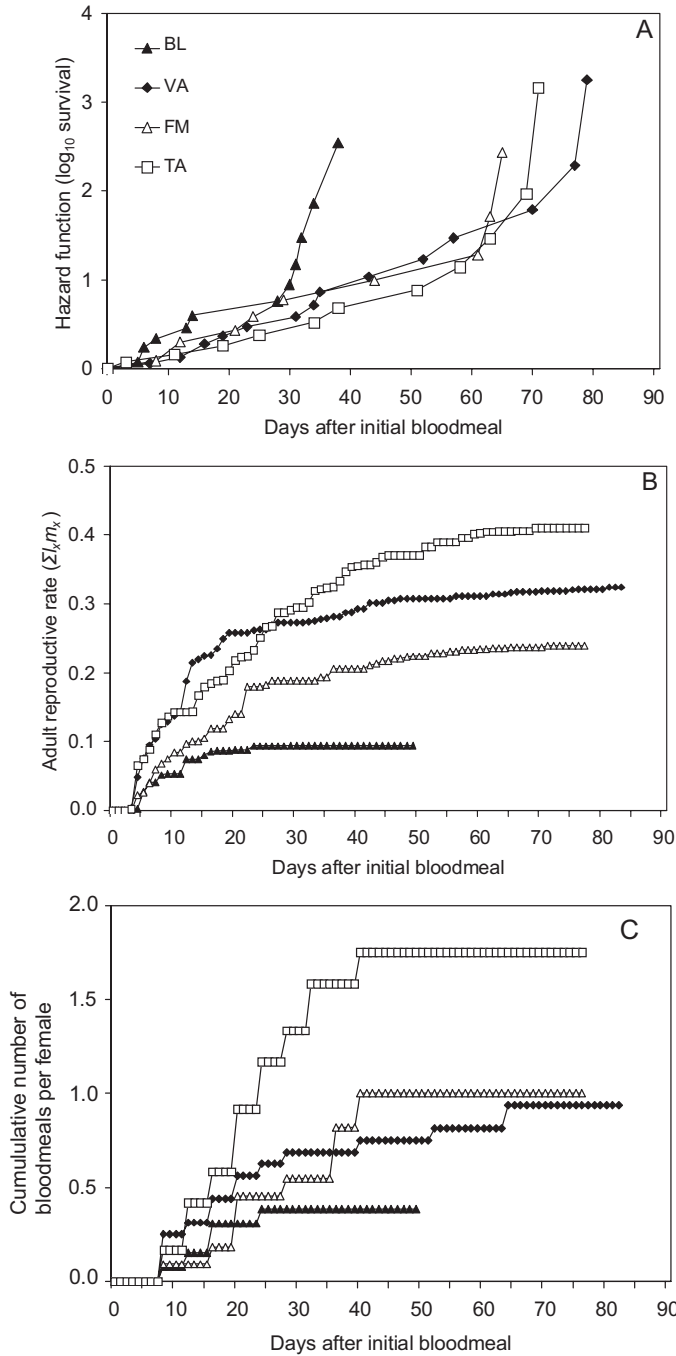 A
BL
VA
FM
TA
4
3
2
1
0
Hazard function (log10 survival)
0 10 20 30 40 50 60 70 80 90
Days after initial bloodmeal
B
0.5
0.4
0.3
0.2
0.1
0.0
Adult reproductive rate (Σlxmx)
0 10 20 30 40 50 60 70 80 90
Days after initial bloodmeal
C
2.0
1.5
1.0
0.5
0.0
Cumululative number of
bloodmeals per female
0 10 20 30 40 50 60 70 80 90
Days after initial bloodmeal